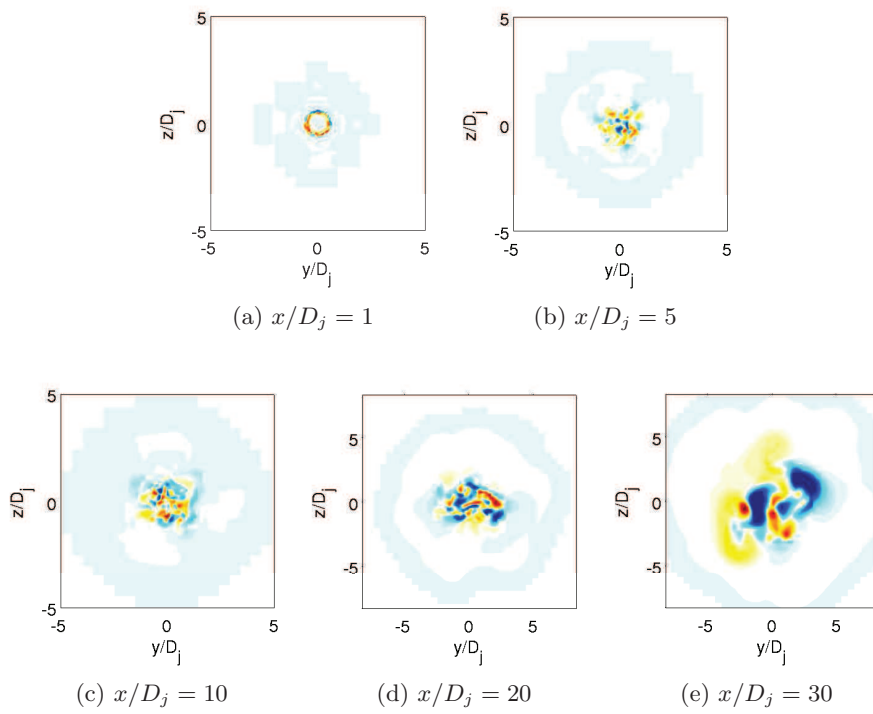 5
0
-5
z/D_j
-5 0 5
y/D_j
(a) x/D_j = 1
5
0
-5
z/D_j
-5 0 5
y/D_j
(b) x/D_j = 5
5
0
-5
z/D_j
-5 0 5
y/D_j
(c) x/D_j = 10
5
0
-5
z/D_j
-5 0 5
y/D_j
(d) x/D_j = 20
5
0
-5
z/D_j
-5 0 5
y/D_j
(e) x/D_j = 30